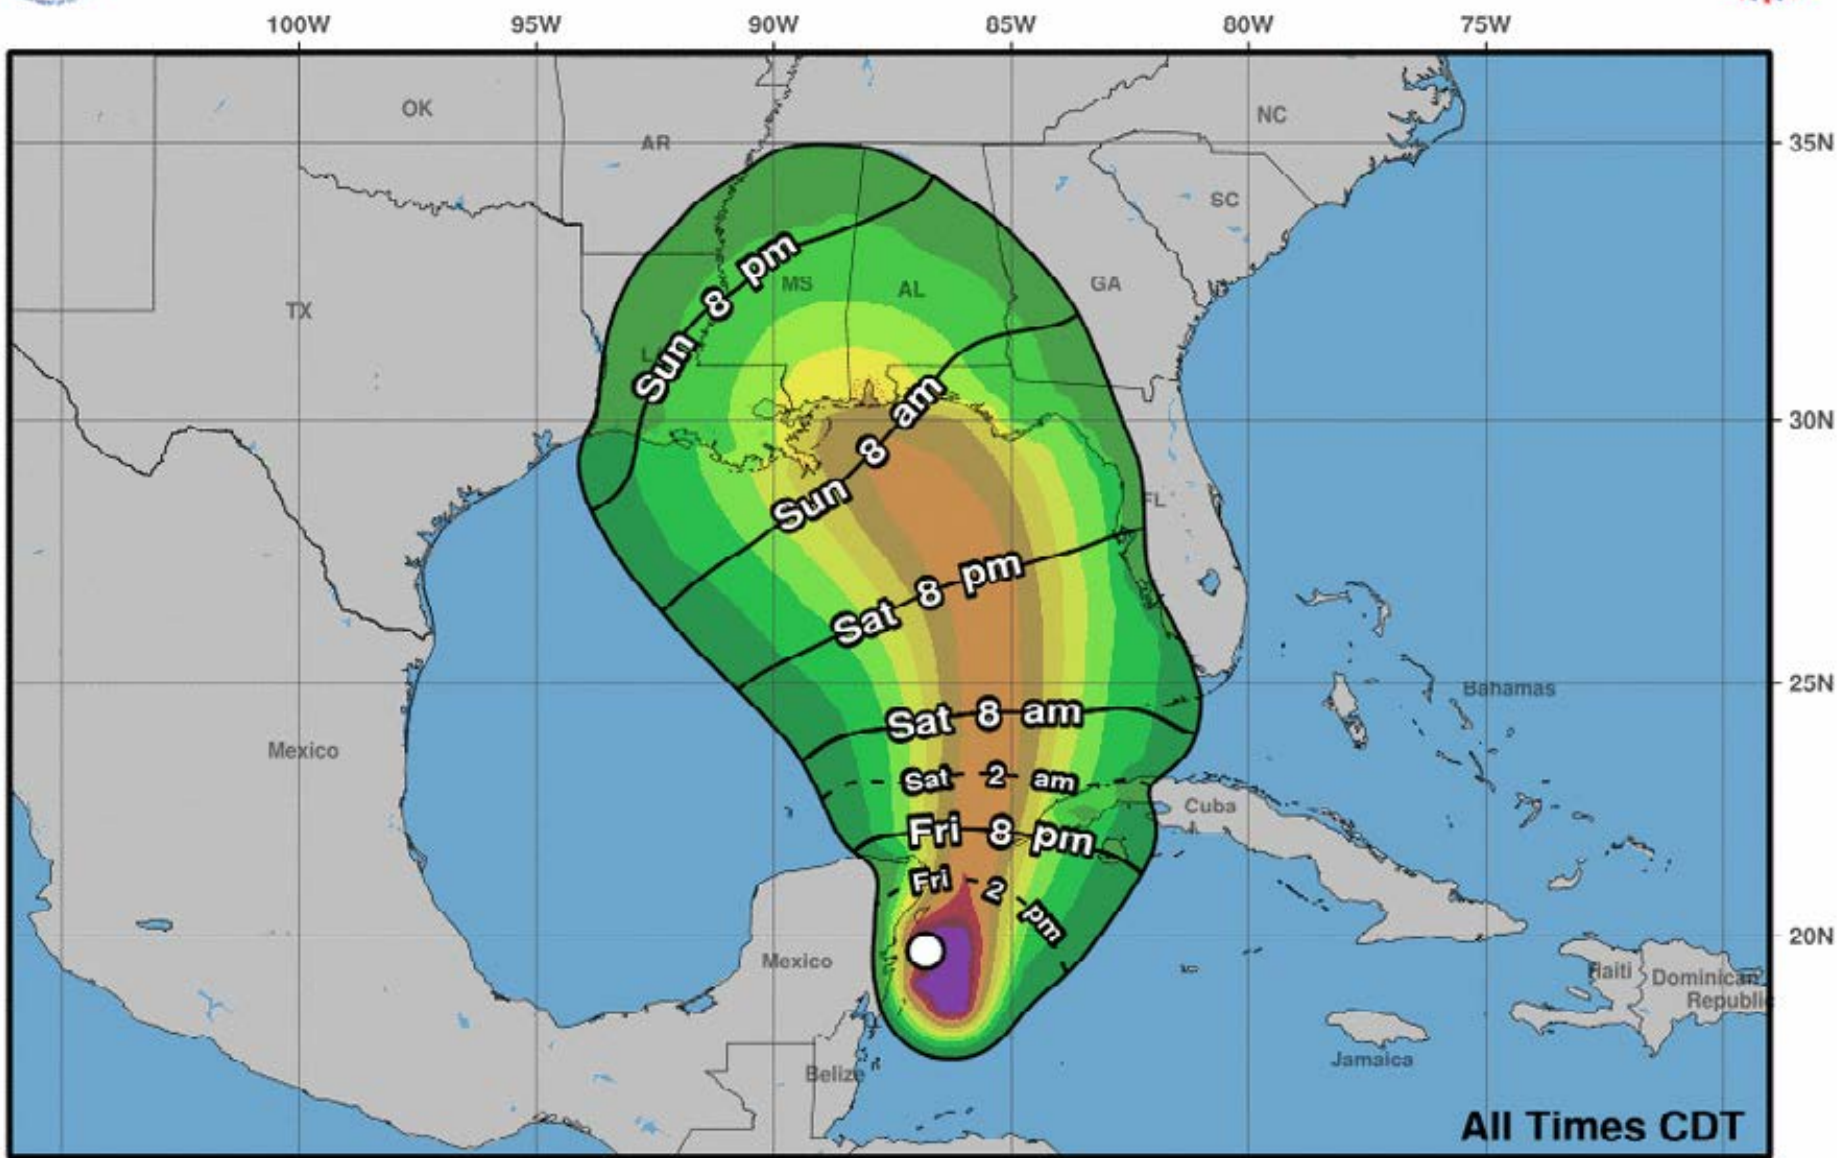 100W 95W 90W 85W 80W 75W
OK
AR
NC
35N
SC
TX
MS
AL
GA
Sun 8 pm
L
Sun 8 am
30N
FL
Sat 8 pm
25N
Bahamas
Sat 8 am
Mexico
Sat 2 am
Cuba
Fri 8 pm
Fri 2 pm
20N
Mexico
Haiti
Dominican
Republic
Jamaica
Belize
All Times CDT